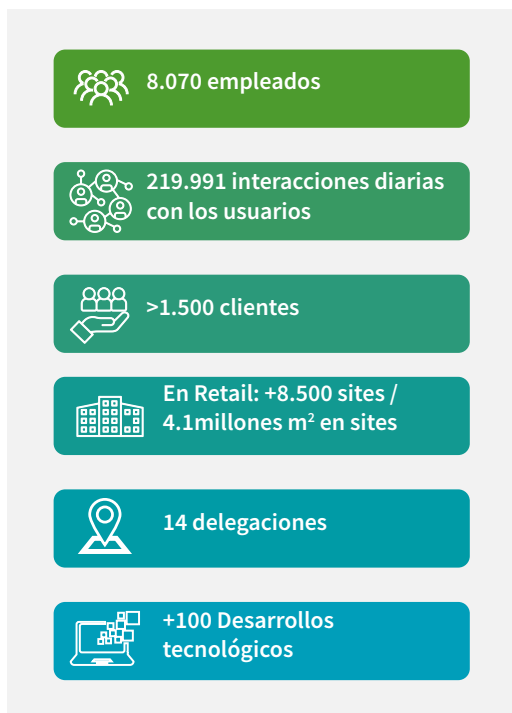 8.070 empleados
219.991 interacciones diarias
con los usuarios
>1.500 clientes
En Retail: +8.500 sites /
4.1millones m² en sites
14 delegaciones
+100 Desarrollos
tecnológicos